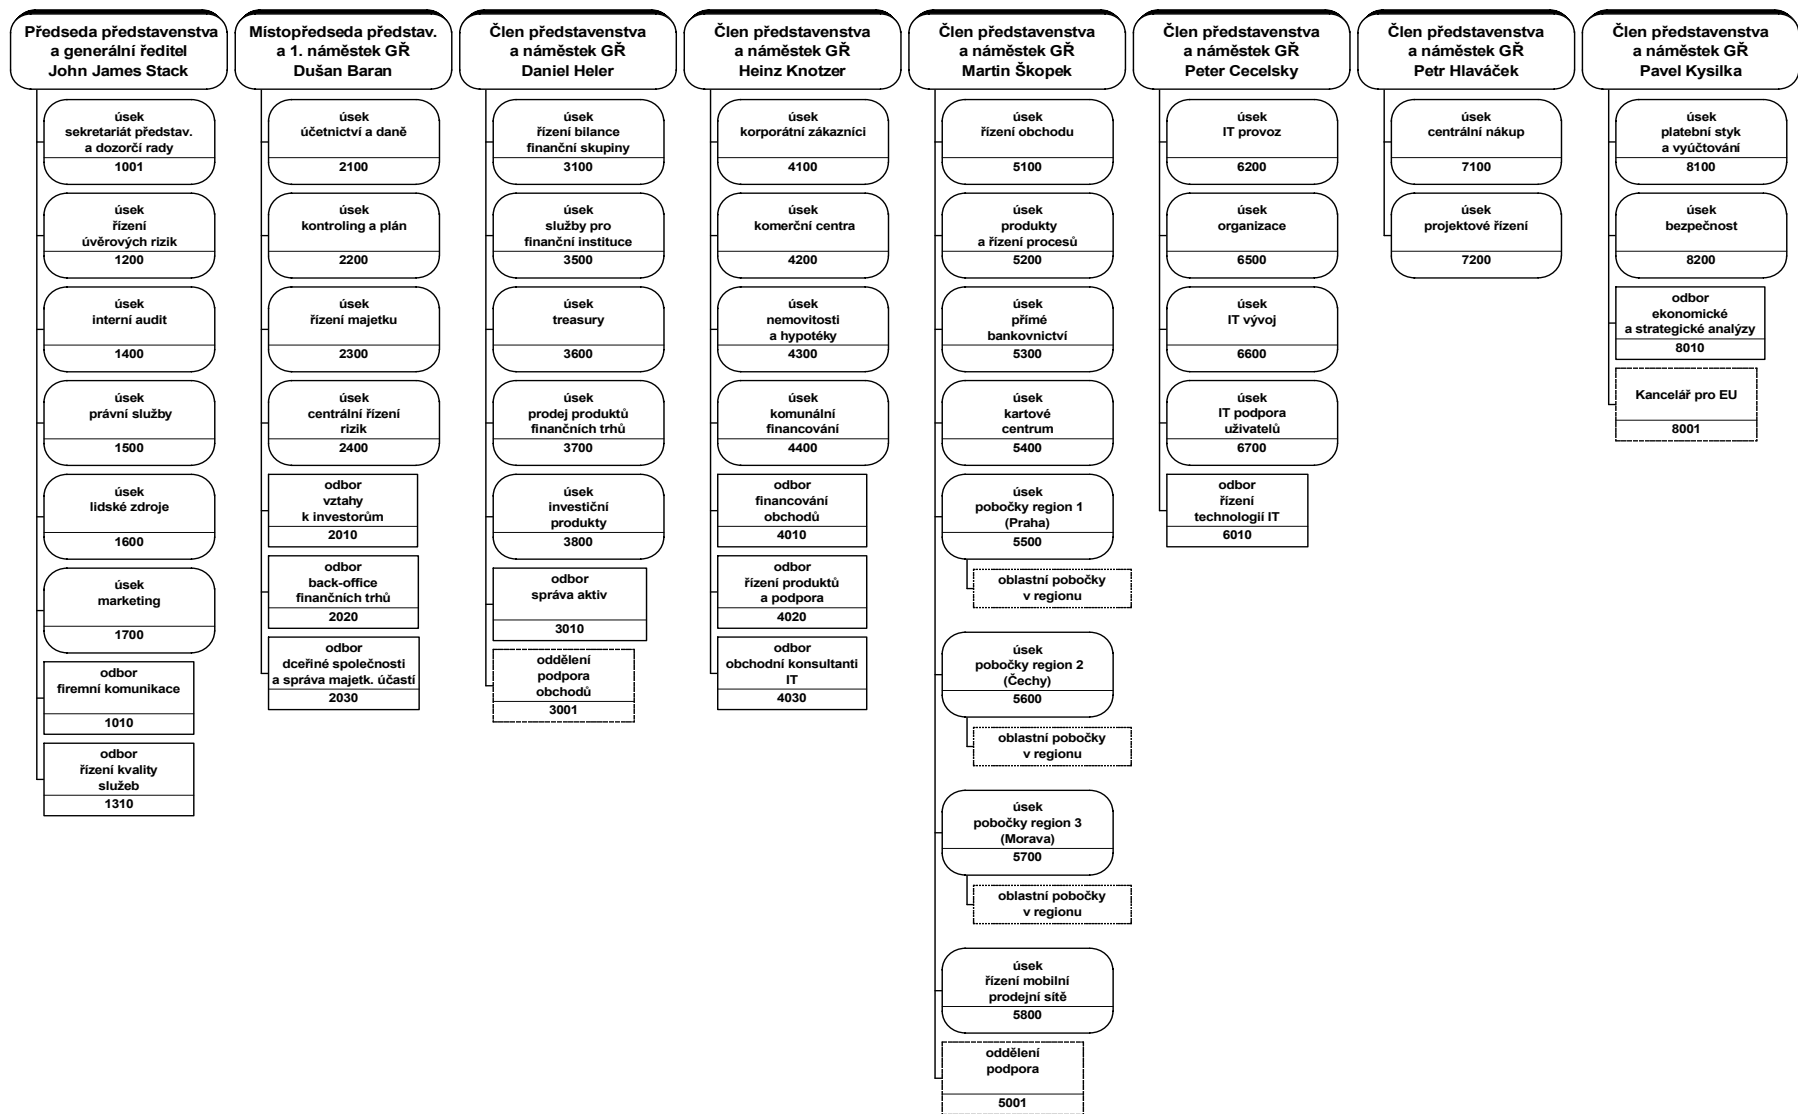 Předseda představenstva
a generální ředitel
John James Stack
úsek
sekretariát představ.
a dozorčí rady
1001
úsek
řízení
úvěrových rizik
1200
úsek
interní audit
1400
úsek
právní služby
1500
úsek
lidské zdroje
1600
úsek
marketing
1700
odbor
firemní komunikace
1010
odbor
řízení kvality
služeb
1310
Místopředseda představ.
a 1. náměstek GŘ
Dušan Baran
úsek
účetnictví a daně
2100
úsek
kontroling a plán
2200
úsek
řízení majetku
2300
úsek
centrální řízení
rizik
2400
odbor
vztahy
k investorům
2010
odbor
back-office
finančních trhů
2020
odbor
dceřiné společnosti
a správa majetk. účastí
2030
Člen představenstva
a náměstek GŘ
Daniel Heler
úsek
řízení bilance
finanční skupiny
3100
úsek
služby pro
finanční instituce
3500
úsek
treasury
3600
úsek
prodej produktů
finančních trhů
3700
úsek
investiční
produkty
3800
odbor
správa aktiv
3010
oddělení
podpora
obchodů
3001
Člen představenstva
a náměstek GŘ
Heinz Knotzer
úsek
korporátní zákazníci
4100
úsek
komerční centra
4200
úsek
nemovitosti
a hypotéky
4300
úsek
komunální
financování
4400
odbor
financování
obchodů
4010
odbor
řízení produktů
a podpora
4020
odbor
obchodní konsultanti
IT
4030
Člen představenstva
a náměstek GŘ
Martin Škopek
úsek
řízení obchodu
5100
úsek
produkty
a řízení procesů
5200
úsek
přímé
bankovnictví
5300
úsek
kartové
centrum
5400
úsek
pobočky region 1
(Praha)
5500
oblastní pobočky
v regionu
úsek
pobočky region 2
(Čechy)
5600
oblastní pobočky
v regionu
úsek
pobočky region 3
(Morava)
5700
oblastní pobočky
v regionu
úsek
řízení mobilní
prodejní sítě
5800
oddělení
podpora
5001
Člen představenstva
a náměstek GŘ
Peter Cecelsky
úsek
IT provoz
6200
úsek
organizace
6500
úsek
IT vývoj
6600
úsek
IT podpora
uživatelů
6700
odbor
řízení
technologií IT
6010
Člen představenstva
a náměstek GŘ
Petr Hlaváček
úsek
centrální nákup
7100
úsek
projektové řízení
7200
Člen představenstva
a náměstek GŘ
Pavel Kysilka
úsek
platební styk
a vyúčtování
8100
úsek
bezpečnost
8200
odbor
ekonomické
a strategické analýzy
8010
Kancelář pro EU
8001